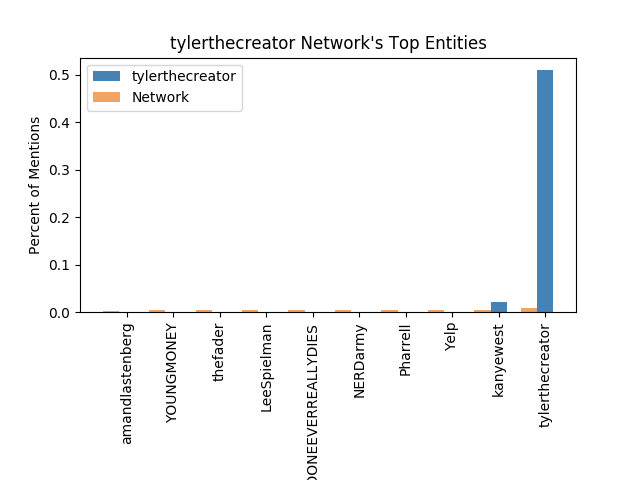 tylerthecreator Network's Top Entities
tylerthecreator
Network
Percent of Mentions
0.5
0.4
0.3
0.2
0.1
0.0
amandlastenberg
YOUNGMONEY
thefader
LeeSpielman
OONEEVERREALLYDIES
NERDarmy
Pharrell
Yelp
kanyewest
tylerthecreator